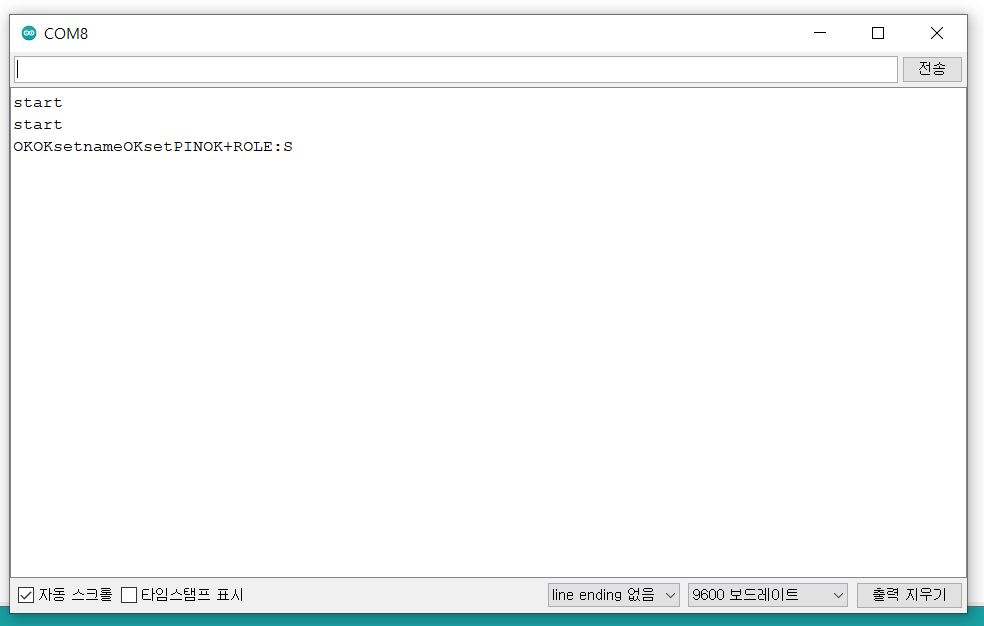 COM8
전송
start
start
OKOKsetnameOKsetPINOK+ROLE:S
자동 스크롤 타임스탬프 표시 line ending 없음 9600 보드레이트 출력 지우기